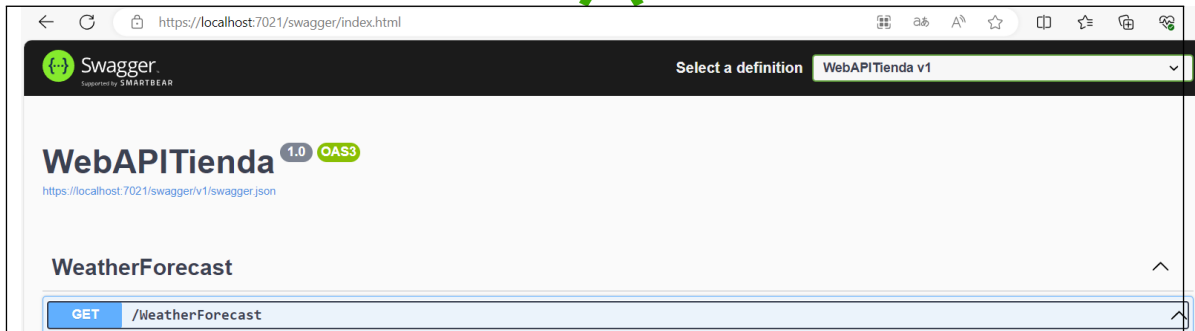 https://localhost:7021/swagger/index.html
Swagger.
Supported by SMARTBEAR
Select a definition
WebAPITienda v1
WebAPITienda 1.0 OAS3
https://localhost:7021/swagger/v1/swagger.json
WeatherForecast
GET /WeatherForecast